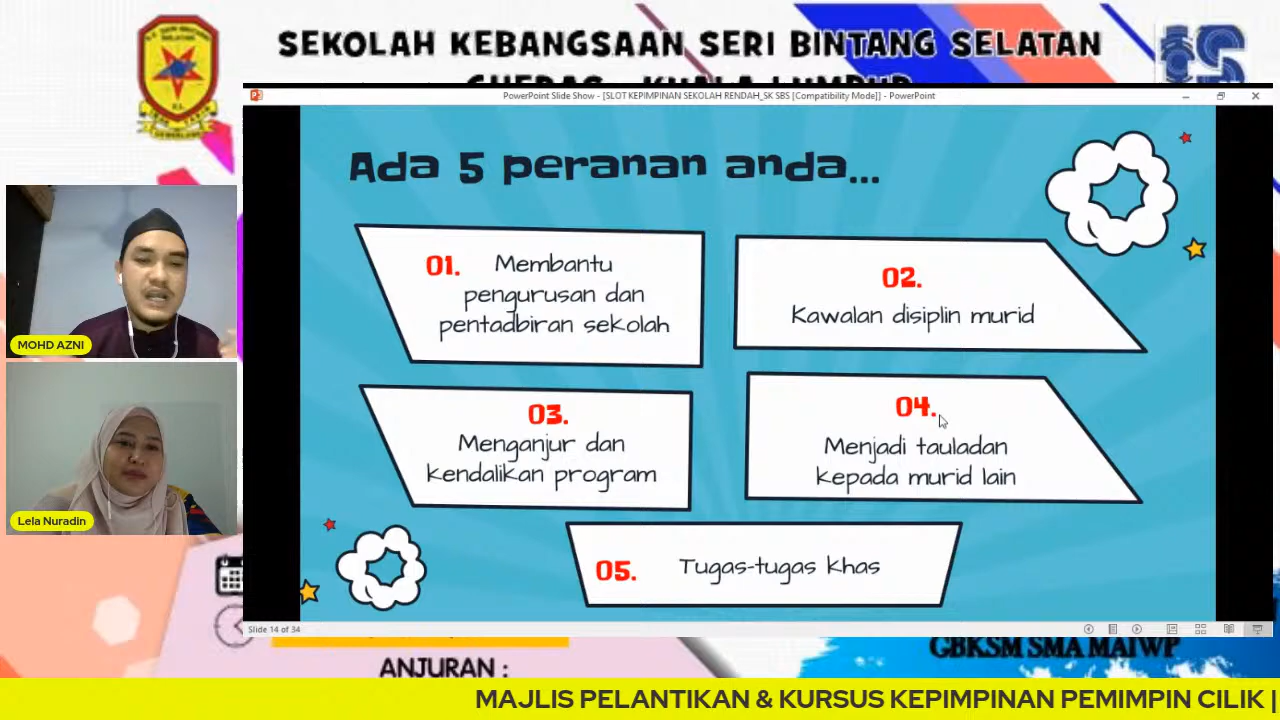 SEKOLAH KEBANGSAAN SERI BINTANG SELATAN
CHERAS, KUALA LUMPUR
PowerPoint Slide Show - [SLOT KEPIMPINAN SEKOLAH RENDAH_SK SBS [Compatibility Mode]] - PowerPoint
Ada 5 peranan anda...
01. Membantu
pengurusan dan
pentadbiran sekolah
02.
Kawalan disiplin murid
03.
Menganjur dan
kendalikan program
04.
Menjadi tauladan
kepada murid lain
05. Tugas-tugas khas
MOHD AZNI
Lela Nuradin
Slide 14 of 34
GBKSM SMA MAIWP
ANJURAN :
MAJLIS PELANTIKAN & KURSUS KEPIMPINAN PEMIMPIN CILIK |